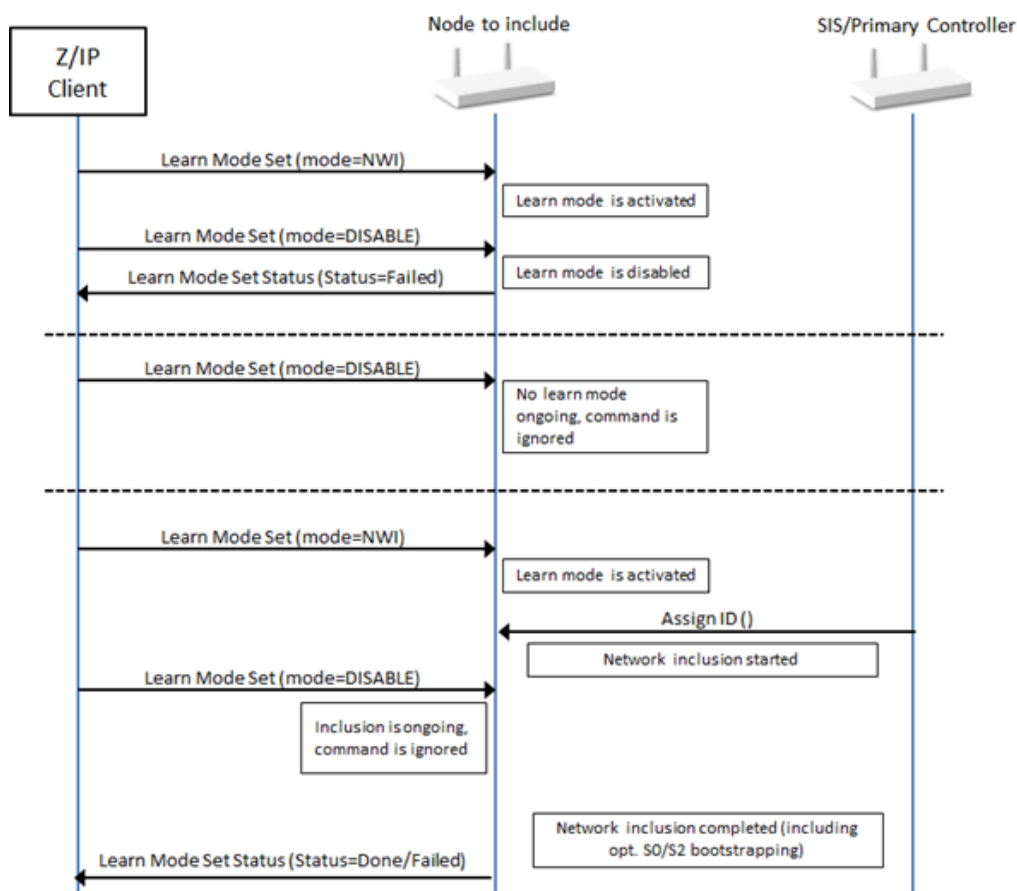 Node to include
SIS/Primary Controller
Z/IP
Client
Learn Mode Set (mode=NWI)
Learn mode is activated
Learn Mode Set (mode=DISABLE)
Learn mode is disabled
Learn Mode Set Status (Status=Failed)
Learn Mode Set (mode=DISABLE)
No learn mode
ongoing, command is
ignored
Learn Mode Set (mode=NWI)
Learn mode is activated
Assign ID ()
Network inclusion started
Learn Mode Set (mode=DISABLE)
Inclusion is ongoing,
command is ignored
Network inclusion completed (including
opt. S0/S2 bootstrapping)
Learn Mode Set Status (Status=Done/Failed)